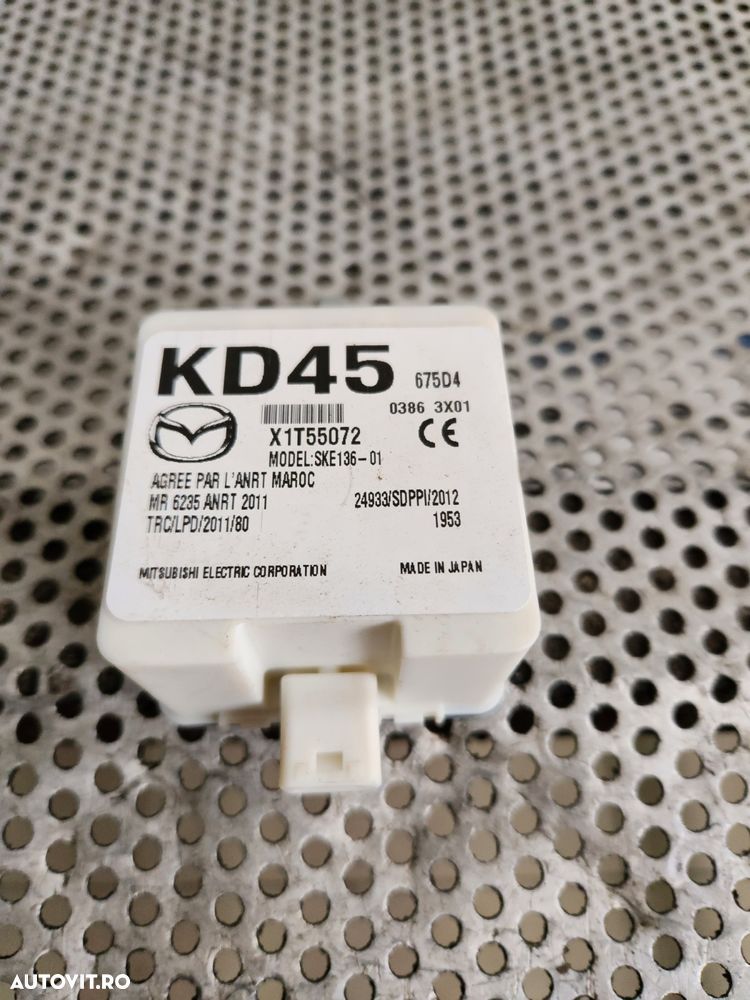 KD45 675D4
0386 3X01
X1T55072
MODEL:SKE136-01
AGREE PAR L'ANRT MAROC
MR 6235 ANRT 2011 24933/SDPPI/2012
TRC/LPD/2011/80 1953
MITSUBISHI ELECTRIC CORPORATION MADE IN JAPAN
AUTOVIT.RO